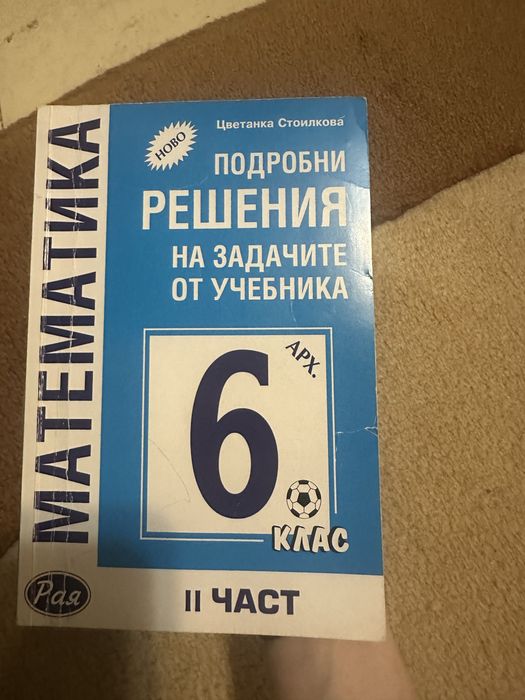 Цветанка Стоилкова
НОВО
ПОДРОБНИ
РЕШЕНИЯ
НА ЗАДАЧИТЕ
ОТ УЧЕБНИКА
МАТЕМАТИКА
АРХ.
6
КЛАС
Рая
II ЧАСТ